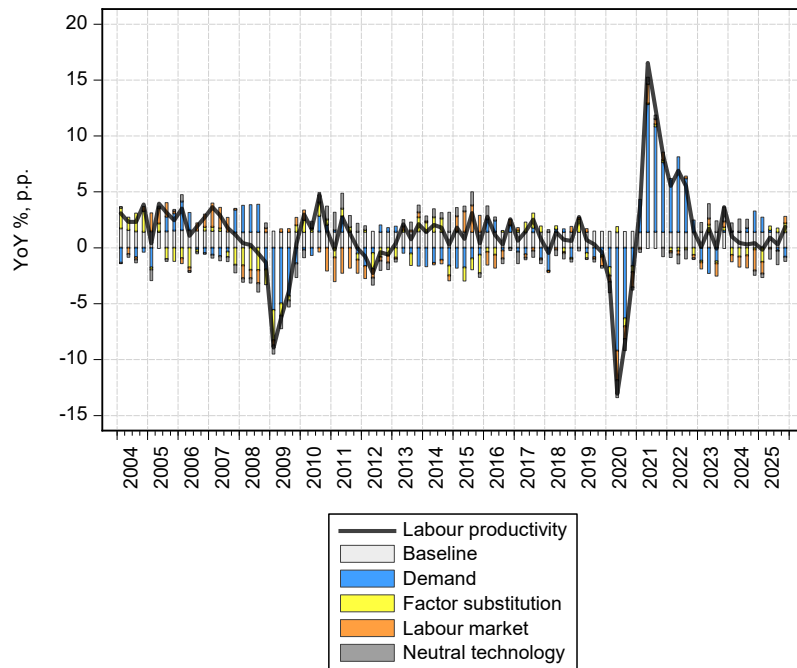 YoY %, p.p.
20
15
10
5
0
-5
-10
-15
2004 2005 2006 2007 2008 2009 2010 2011 2012 2013 2014 2015 2016 2017 2018 2019 2020 2021 2022 2023 2024 2025
Labour productivity
Baseline
Demand
Factor substitution
Labour market
Neutral technology